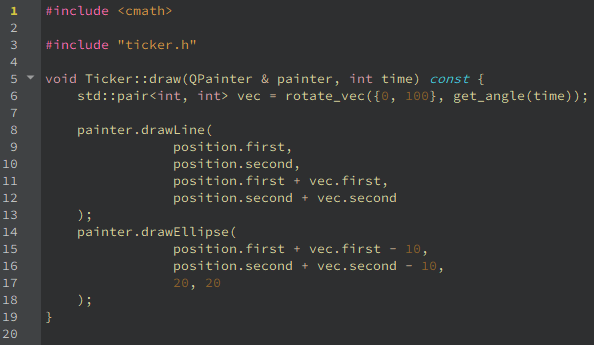 1 #include <cmath>
2
3 #include "ticker.h"
4
5 void Ticker::draw(QPainter & painter, int time) const {
6     std::pair<int, int> vec = rotate_vec({0, 100}, get_angle(time));
7
8     painter.drawLine(
9                 position.first,
10                 position.second,
11                 position.first + vec.first,
12                 position.second + vec.second
13     );
14     painter.drawEllipse(
15                 position.first + vec.first - 10,
16                 position.second + vec.second - 10,
17                 20, 20
18     );
19 }
20